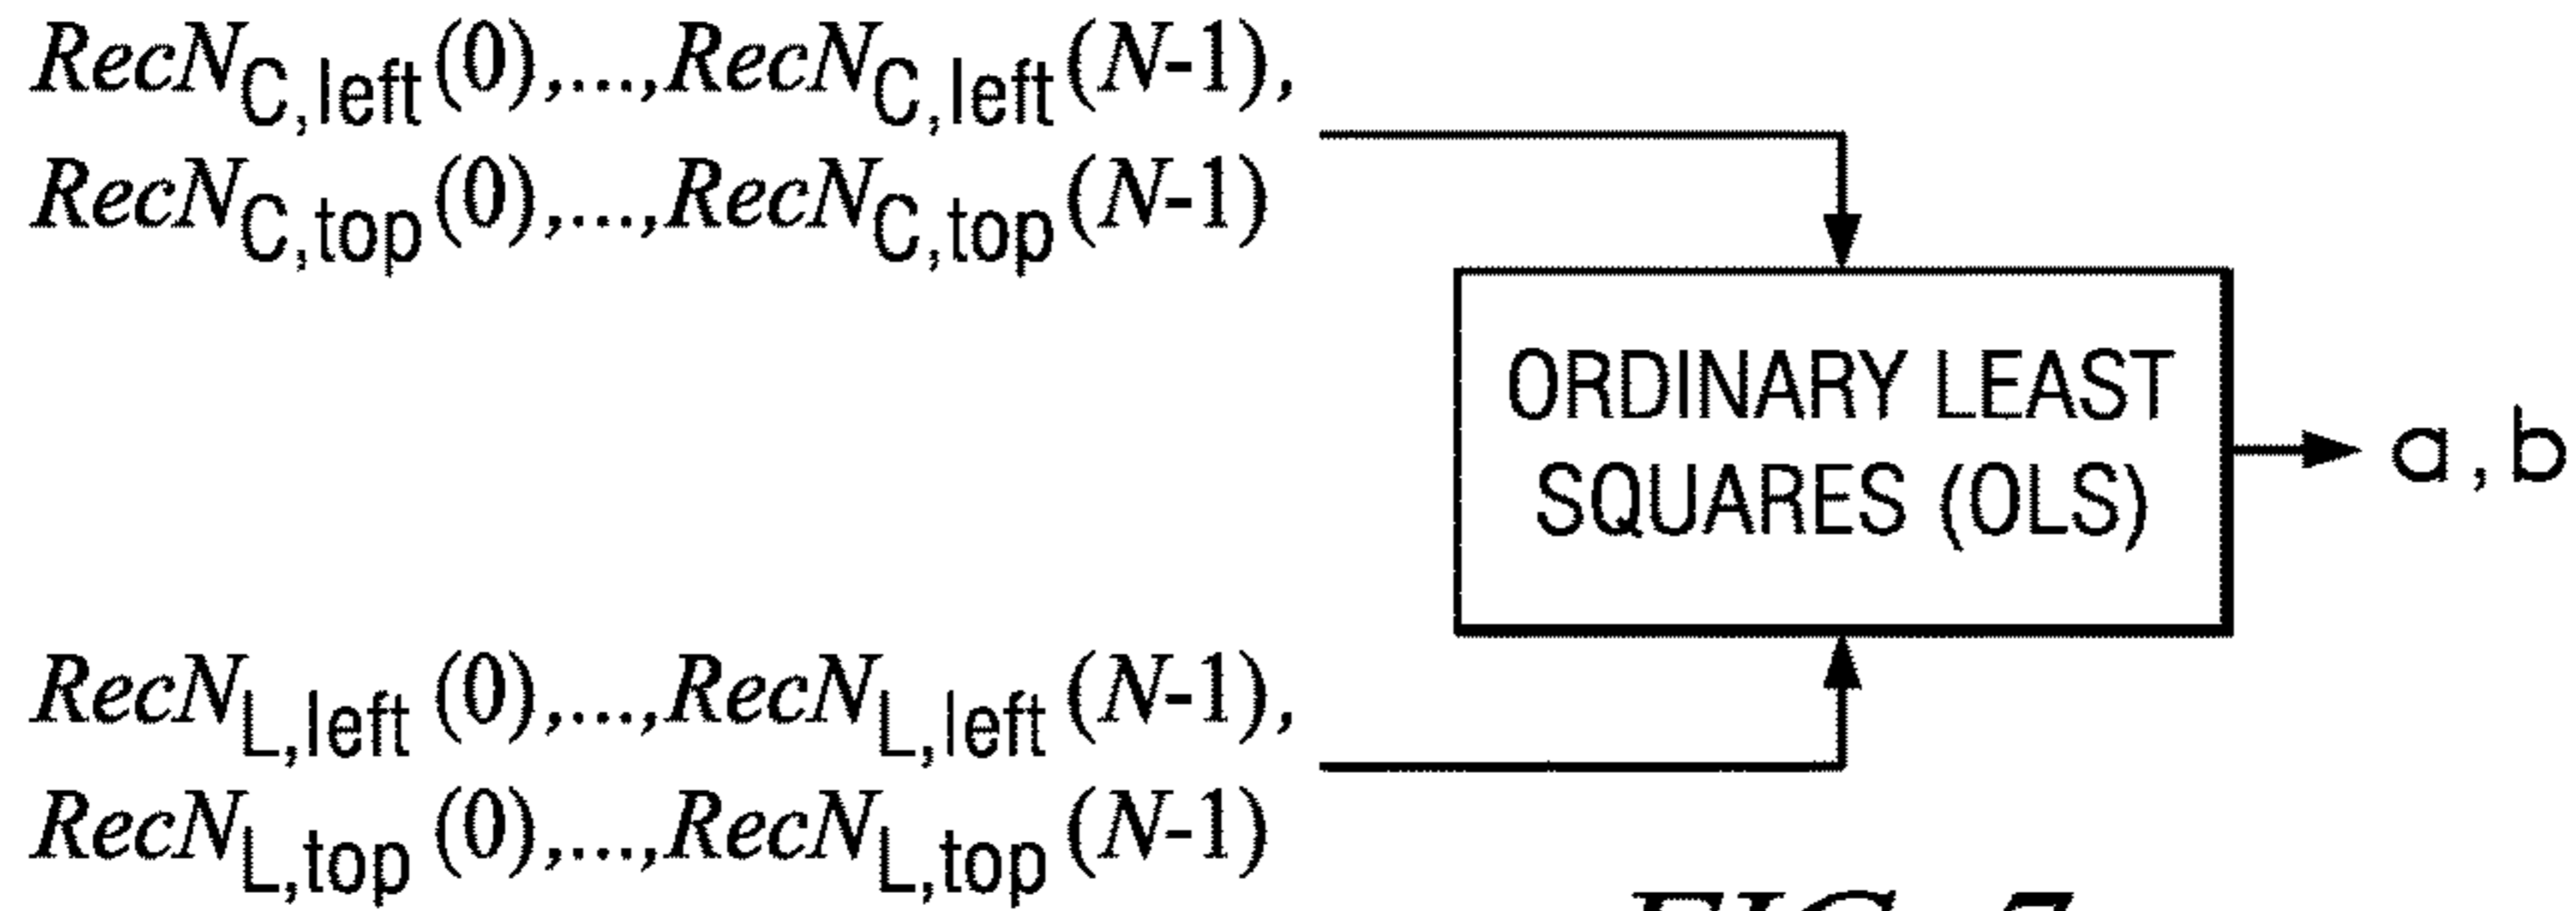 RecN_C,left(0),...,RecN_C,left(N-1),
RecN_C,top(0),...,RecN_C,top(N-1)
ORDINARY LEAST
SQUARES (OLS)
a,b
RecN_L,left(0),...,RecN_L,left(N-1),
RecN_L,top(0),...,RecN_L,top(N-1)